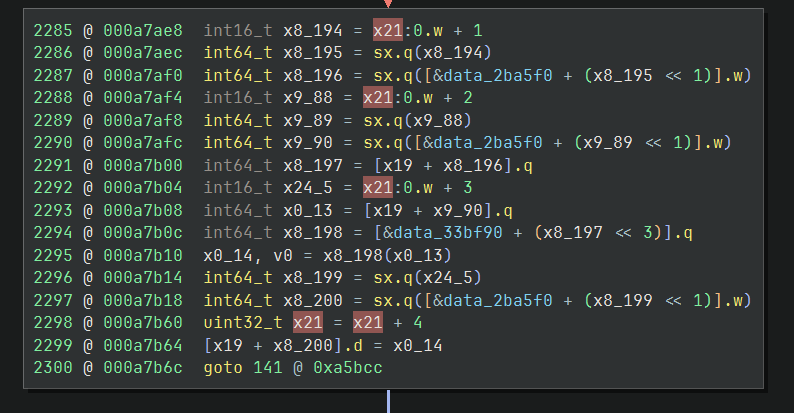 2285 @ 000a7ae8  int16_t x8_194 = x21:0.w + 1
2286 @ 000a7aec  int64_t x8_195 = sx.q(x8_194)
2287 @ 000a7af0  int64_t x8_196 = sx.q([&data_2ba5f0 + (x8_195 << 1)].w)
2288 @ 000a7af4  int16_t x9_88 = x21:0.w + 2
2289 @ 000a7af8  int64_t x9_89 = sx.q(x9_88)
2290 @ 000a7afc  int64_t x9_90 = sx.q([&data_2ba5f0 + (x9_89 << 1)].w)
2291 @ 000a7b00  int64_t x8_197 = [x19 + x8_196].q
2292 @ 000a7b04  int16_t x24_5 = x21:0.w + 3
2293 @ 000a7b08  int64_t x0_13 = [x19 + x9_90].q
2294 @ 000a7b0c  int64_t x8_198 = [&data_33bf90 + (x8_197 << 3)].q
2295 @ 000a7b10  x0_14, v0 = x8_198(x0_13)
2296 @ 000a7b14  int64_t x8_199 = sx.q(x24_5)
2297 @ 000a7b18  int64_t x8_200 = sx.q([&data_2ba5f0 + (x8_199 << 1)].w)
2298 @ 000a7b60  uint32_t x21 = x21 + 4
2299 @ 000a7b64  [x19 + x8_200].d = x0_14
2300 @ 000a7b6c  goto 141 @ 0xa5bcc